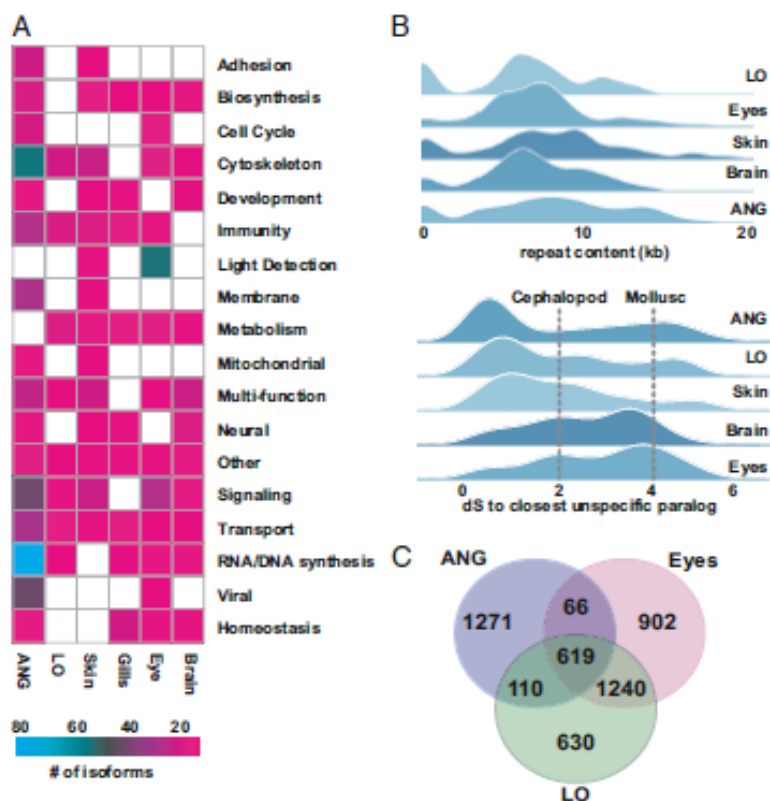 A
Adhesion
Biosynthesis
Cell Cycle
Cytoskeleton
Development
Immunity
Light Detection
Membrane
Metabolism
Mitochondrial
Multi-function
Neural
Other
Signaling
Transport
RNA/DNA synthesis
Viral
Homeostasis
ANG LO Skin Gills Eye Brain
80 60 40 20
# of isoforms
B
LO
Eyes
Skin
Brain
ANG
0 10 20
repeat content (kb)
Cephalopod Mollusc
ANG
LO
Skin
Brain
Eyes
0 2 4 6
dS to closest unspecific paralog
C
ANG Eyes
1271 66 902
619
110 1240
630
LO